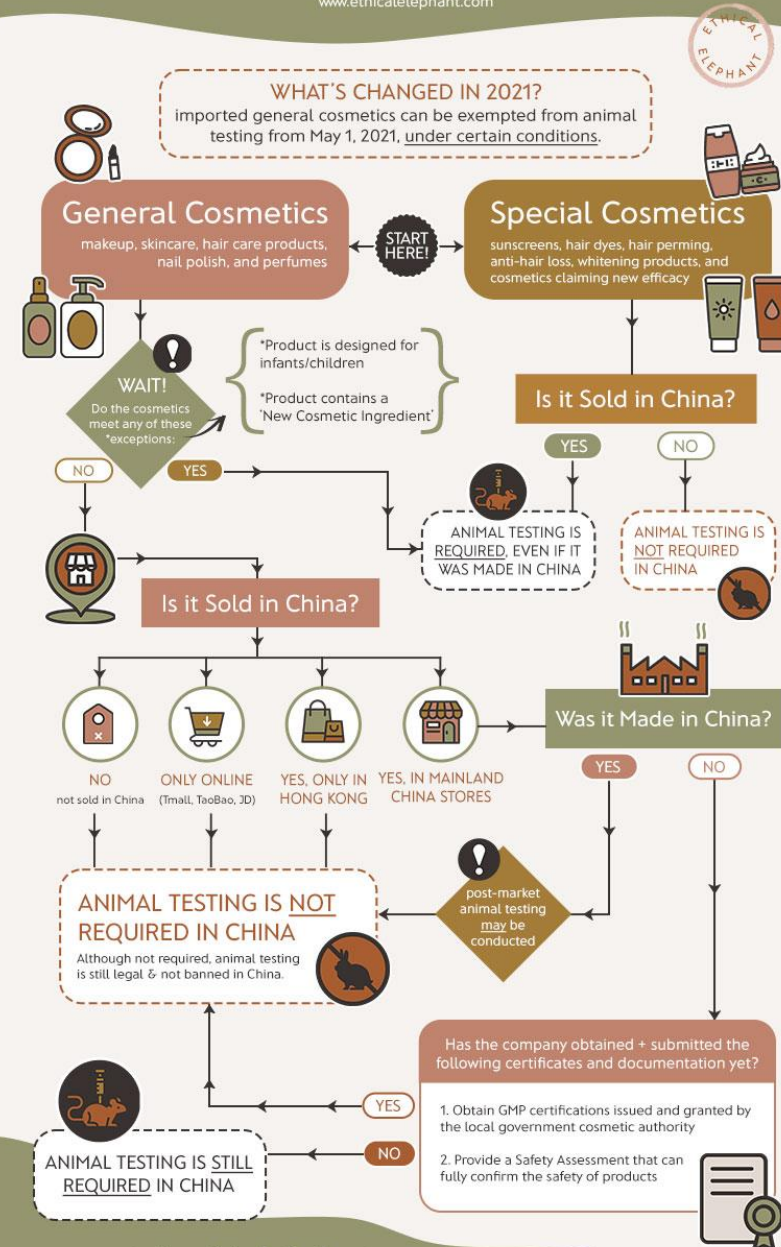 www.ethicalelephant.com
ETHICAL
ELEPHANT
WHAT'S CHANGED IN 2021?
imported general cosmetics can be exempted from animal
testing from May 1, 2021, under certain conditions.
General Cosmetics
makeup, skincare, hair care products,
nail polish, and perfumes
START
HERE!
Special Cosmetics
sunscreens, hair dyes, hair perming,
anti-hair loss, whitening products, and
cosmetics claiming new efficacy
WAIT!
Do the cosmetics
meet any of these
*exceptions:
*Product is designed for
infants/children
*Product contains a
'New Cosmetic Ingredient'
Is it Sold in China?
YES
NO
NO
YES
ANIMAL TESTING IS
REQUIRED, EVEN IF IT
WAS MADE IN CHINA
ANIMAL TESTING IS
NOT REQUIRED
IN CHINA
Is it Sold in China?
NO
not sold in China
ONLY ONLINE
(Tmall, TaoBao, JD)
YES, ONLY IN
HONG KONG
YES, IN MAINLAND
CHINA STORES
Was it Made in China?
YES
NO
post-market
animal testing
may be
conducted
ANIMAL TESTING IS NOT
REQUIRED IN CHINA
Although not required, animal testing
is still legal & not banned in China.
Has the company obtained + submitted the
following certificates and documentation yet?
1. Obtain GMP certifications issued and granted by
the local government cosmetic authority
2. Provide a Safety Assessment that can
fully confirm the safety of products
YES
NO
ANIMAL TESTING IS STILL
REQUIRED IN CHINA